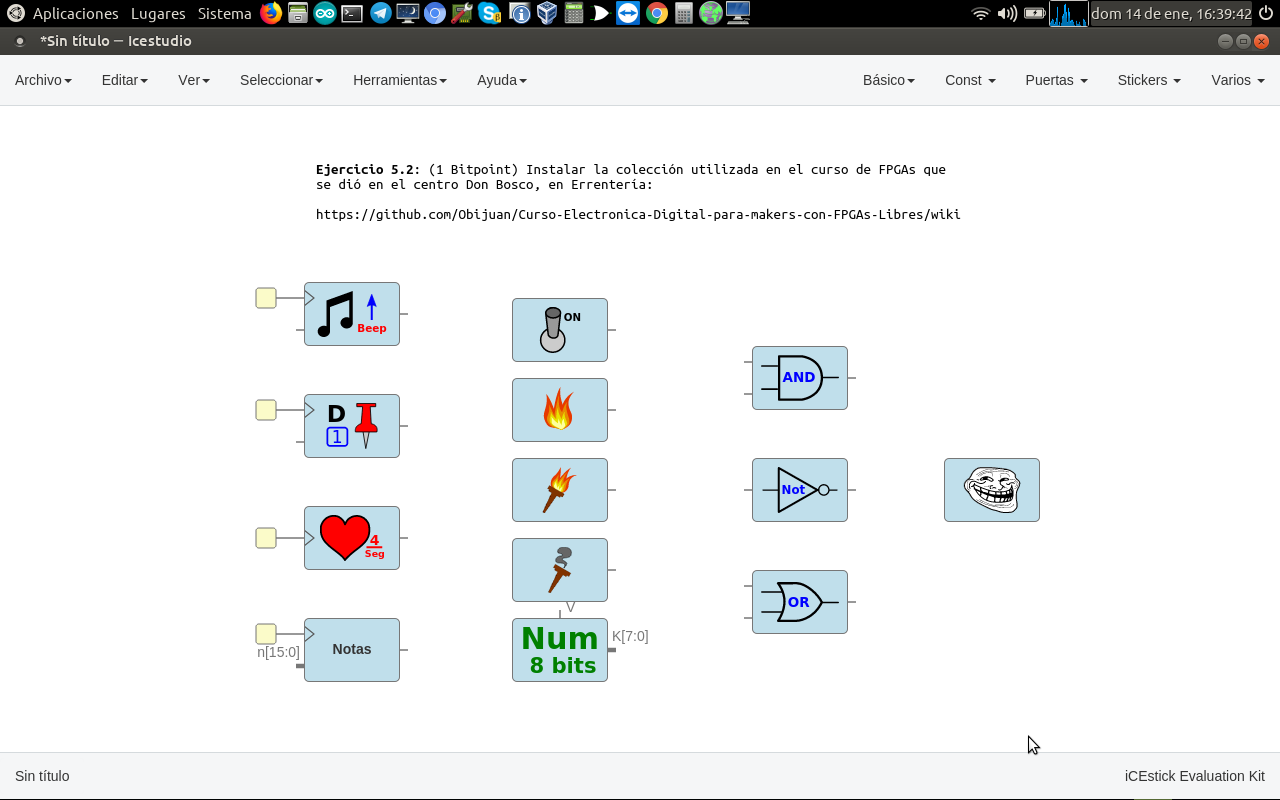 Aplicaciones Lugares Sistema dom 14 de ene, 16:39:42
*Sin título — Icestudio
Archivo Editar Ver Seleccionar Herramientas Ayuda Básico Const Puertas Stickers Varios
Ejercicio 5.2: (1 Bitpoint) Instalar la colección utilizada en el curso de FPGAs que
se dió en el centro Don Bosco, en Errentería:
https://github.com/Obijuan/Curso-Electronica-Digital-para-makers-con-FPGAs-Libres/wiki
Beep
ON
AND
D
1
4
Seg
Not
OR
V
n[15:0]
Notas
Num
8 bits
K[7:0]
Sin título iCEstick Evaluation Kit